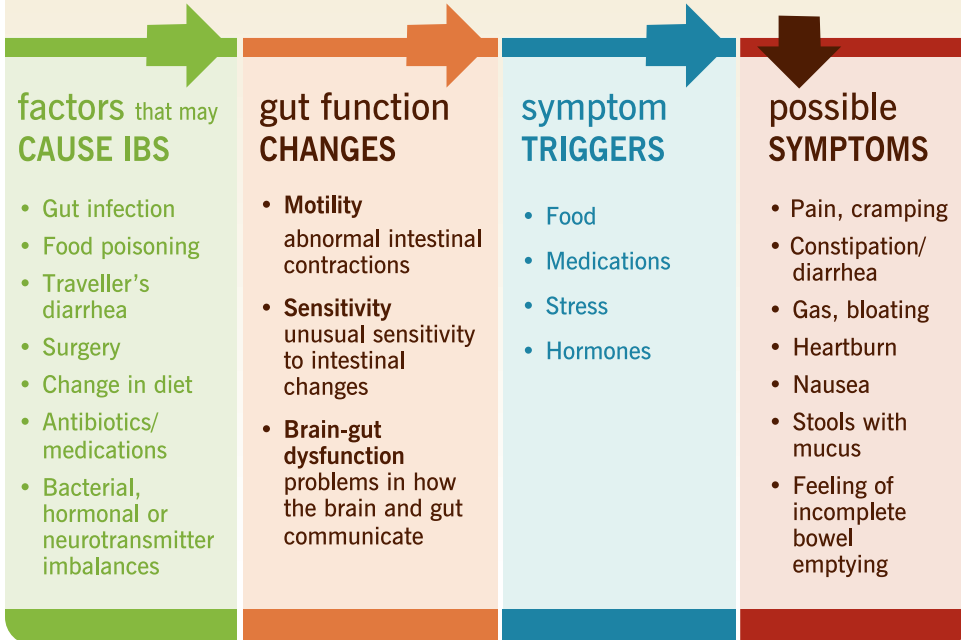 factors that may
CAUSE IBS
• Gut infection
• Food poisoning
• Traveller's
diarrhea
• Surgery
• Change in diet
• Antibiotics/
medications
• Bacterial,
hormonal or
neurotransmitter
imbalances
gut function
CHANGES
• Motility
abnormal intestinal
contractions
• Sensitivity
unusual sensitivity
to intestinal
changes
• Brain-gut
dysfunction
problems in how
the brain and gut
communicate
symptom
TRIGGERS
• Food
• Medications
• Stress
• Hormones
possible
SYMPTOMS
• Pain, cramping
• Constipation/
diarrhea
• Gas, bloating
• Heartburn
• Nausea
• Stools with
mucus
• Feeling of
incomplete
bowel
emptying